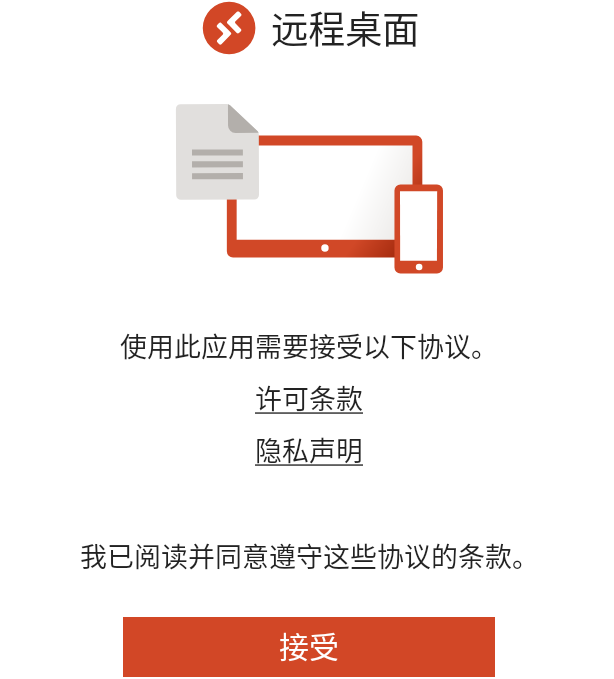 远程桌面
使用此应用需要接受以下协议。
许可条款
隐私声明
我已阅读并同意遵守这些协议的条款。
接受